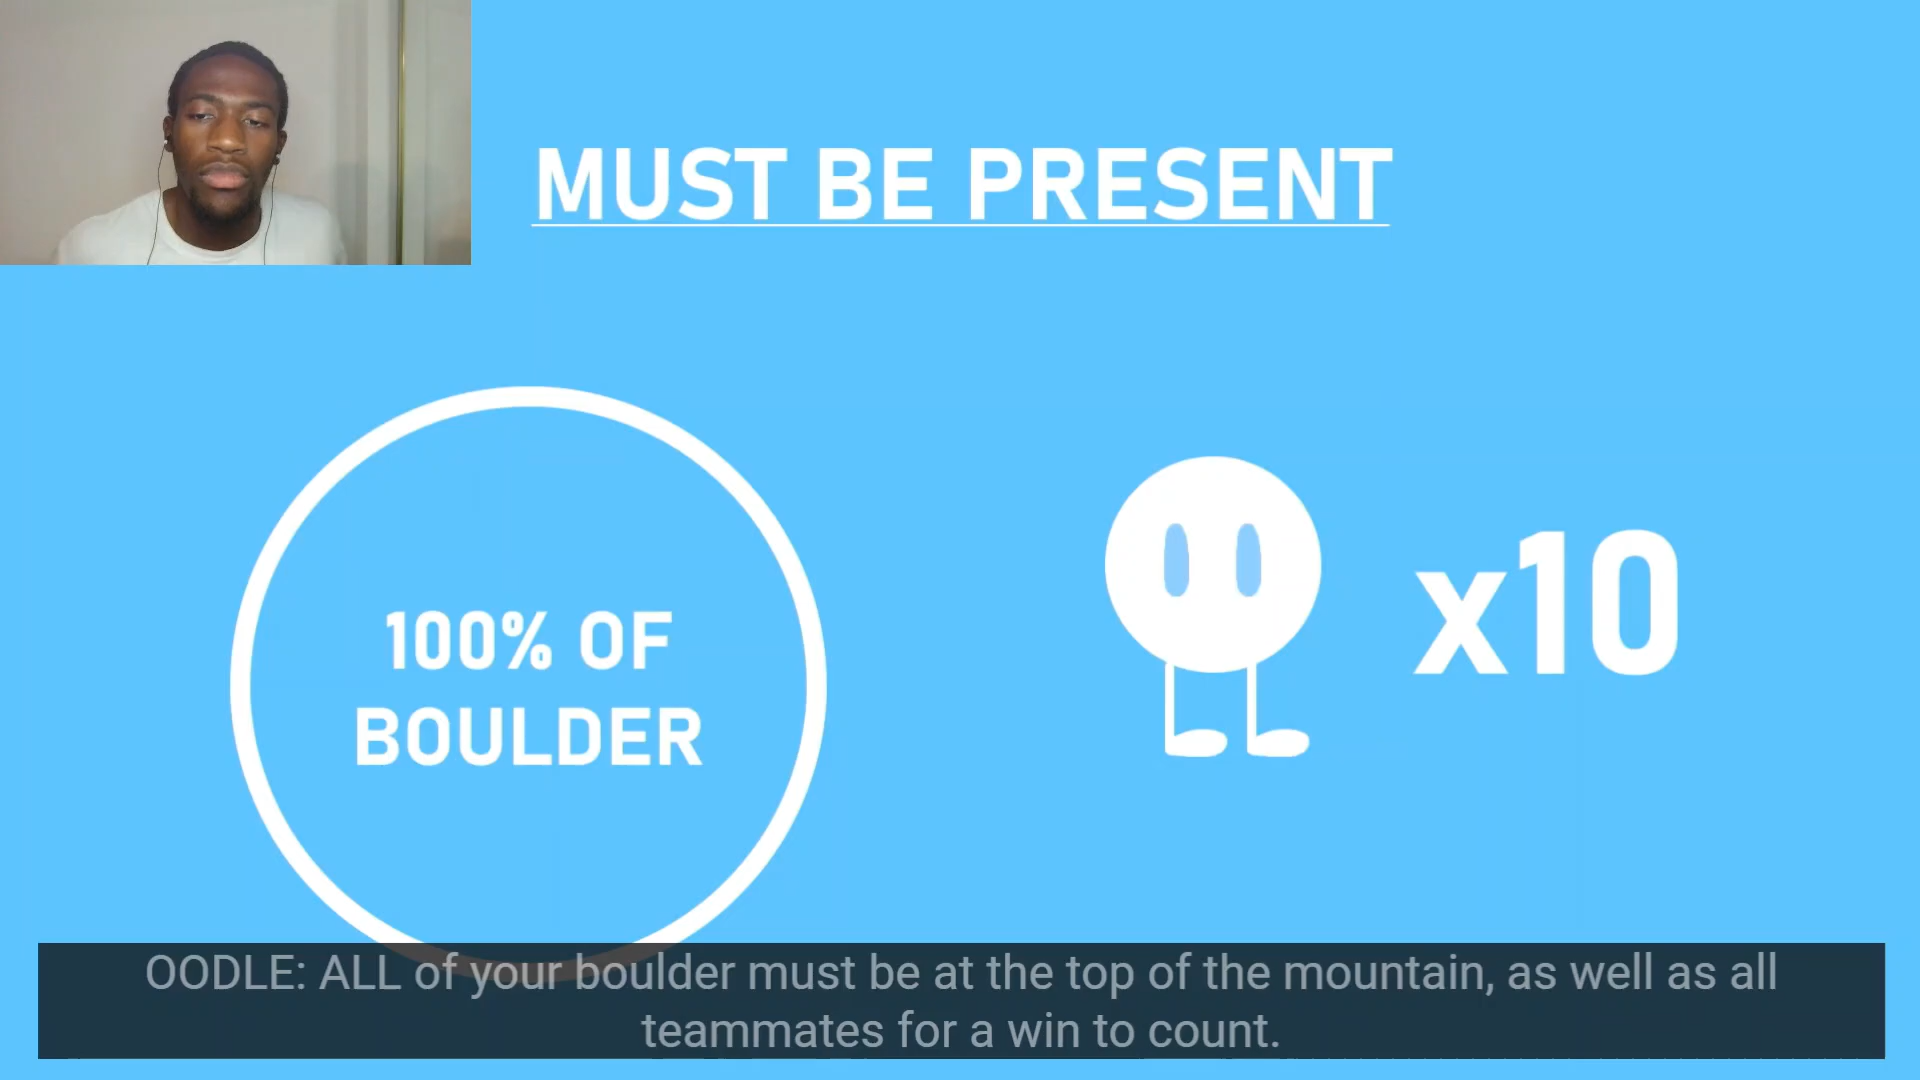 MUST BE PRESENT
100% OF
BOULDER
x10
OODLE: ALL of your boulder must be at the top of the mountain, as well as all
teammates for a win to count.